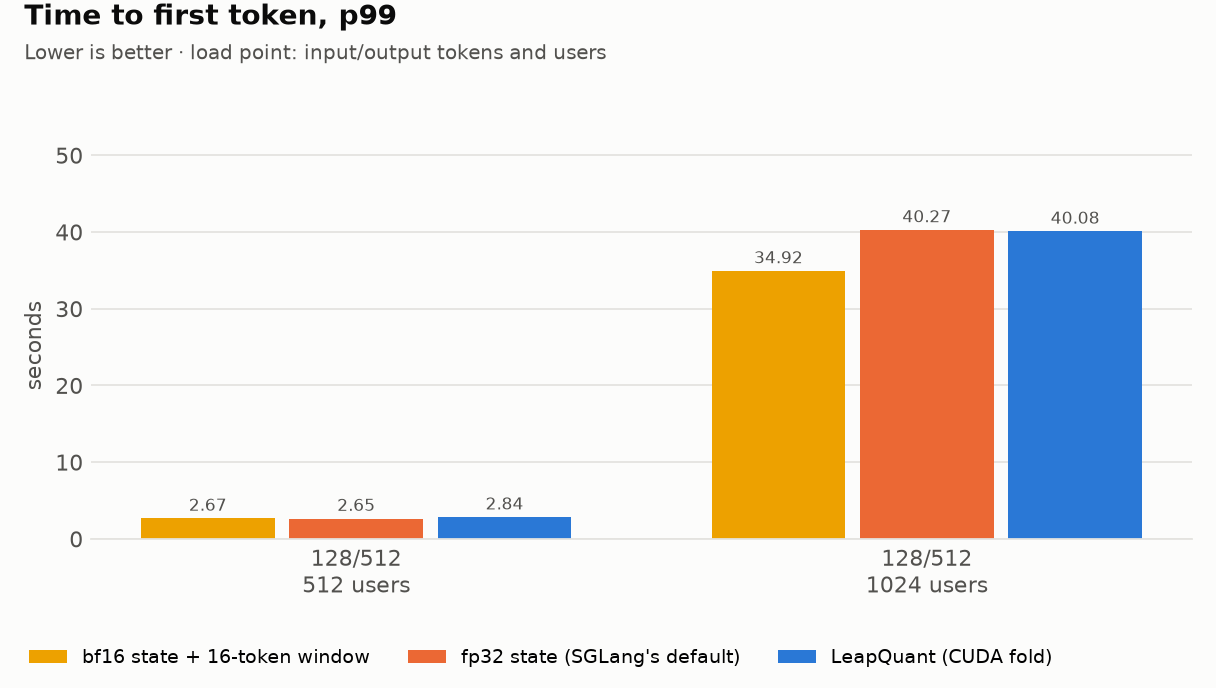 Time to first token, p99
Lower is better · load point: input/output tokens and users
seconds
50
40
30
20
10
0
2.67
2.65
2.84
34.92
40.27
40.08
128/512
512 users
128/512
1024 users
bf16 state + 16-token window
fp32 state (SGLang's default)
LeapQuant (CUDA fold)